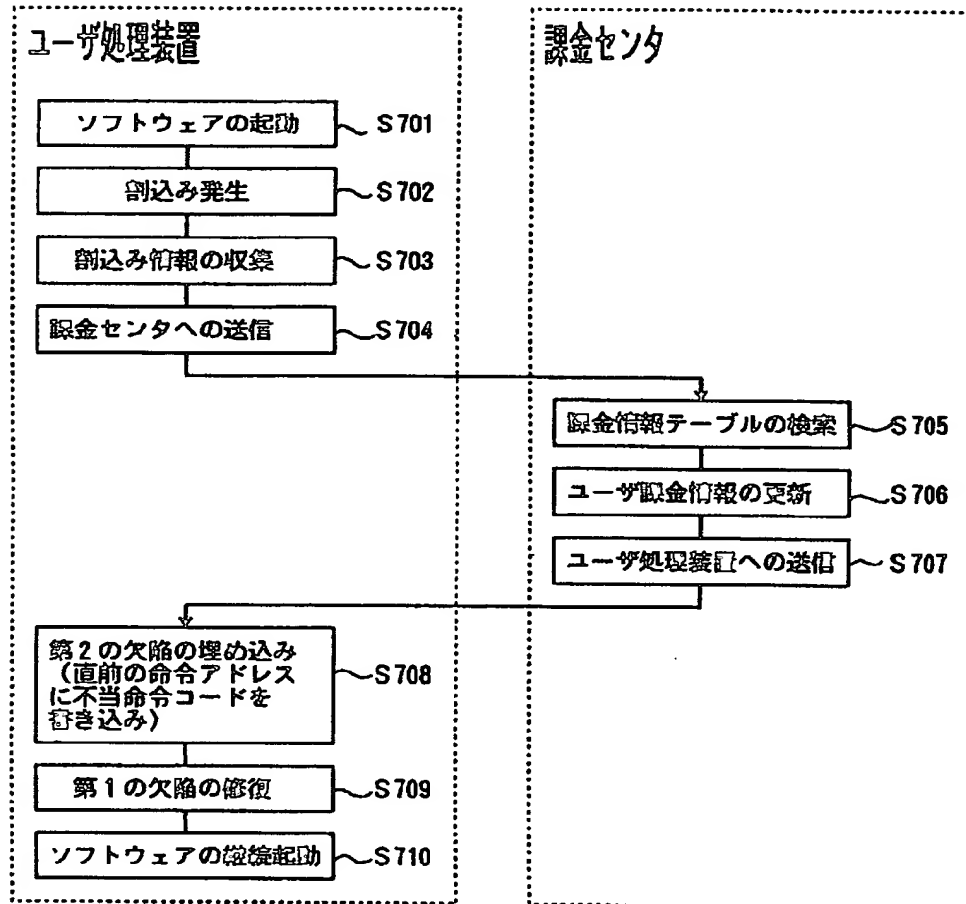 ユーザ処理装置
課金センタ
ソフトウェアの起動
S701
割込み発生
S702
割込み情報の収集
S703
課金センタへの送信
S704
課金情報テーブルの検索
S705
ユーザ課金情報の更新
S706
ユーザ処理装置への送信
S707
第2の欠陥の埋め込み
(直前の命令アドレス
に不当命令コードを
書き込み)
S708
第1の欠陥の修復
S709
ソフトウェアの継続起動
S710